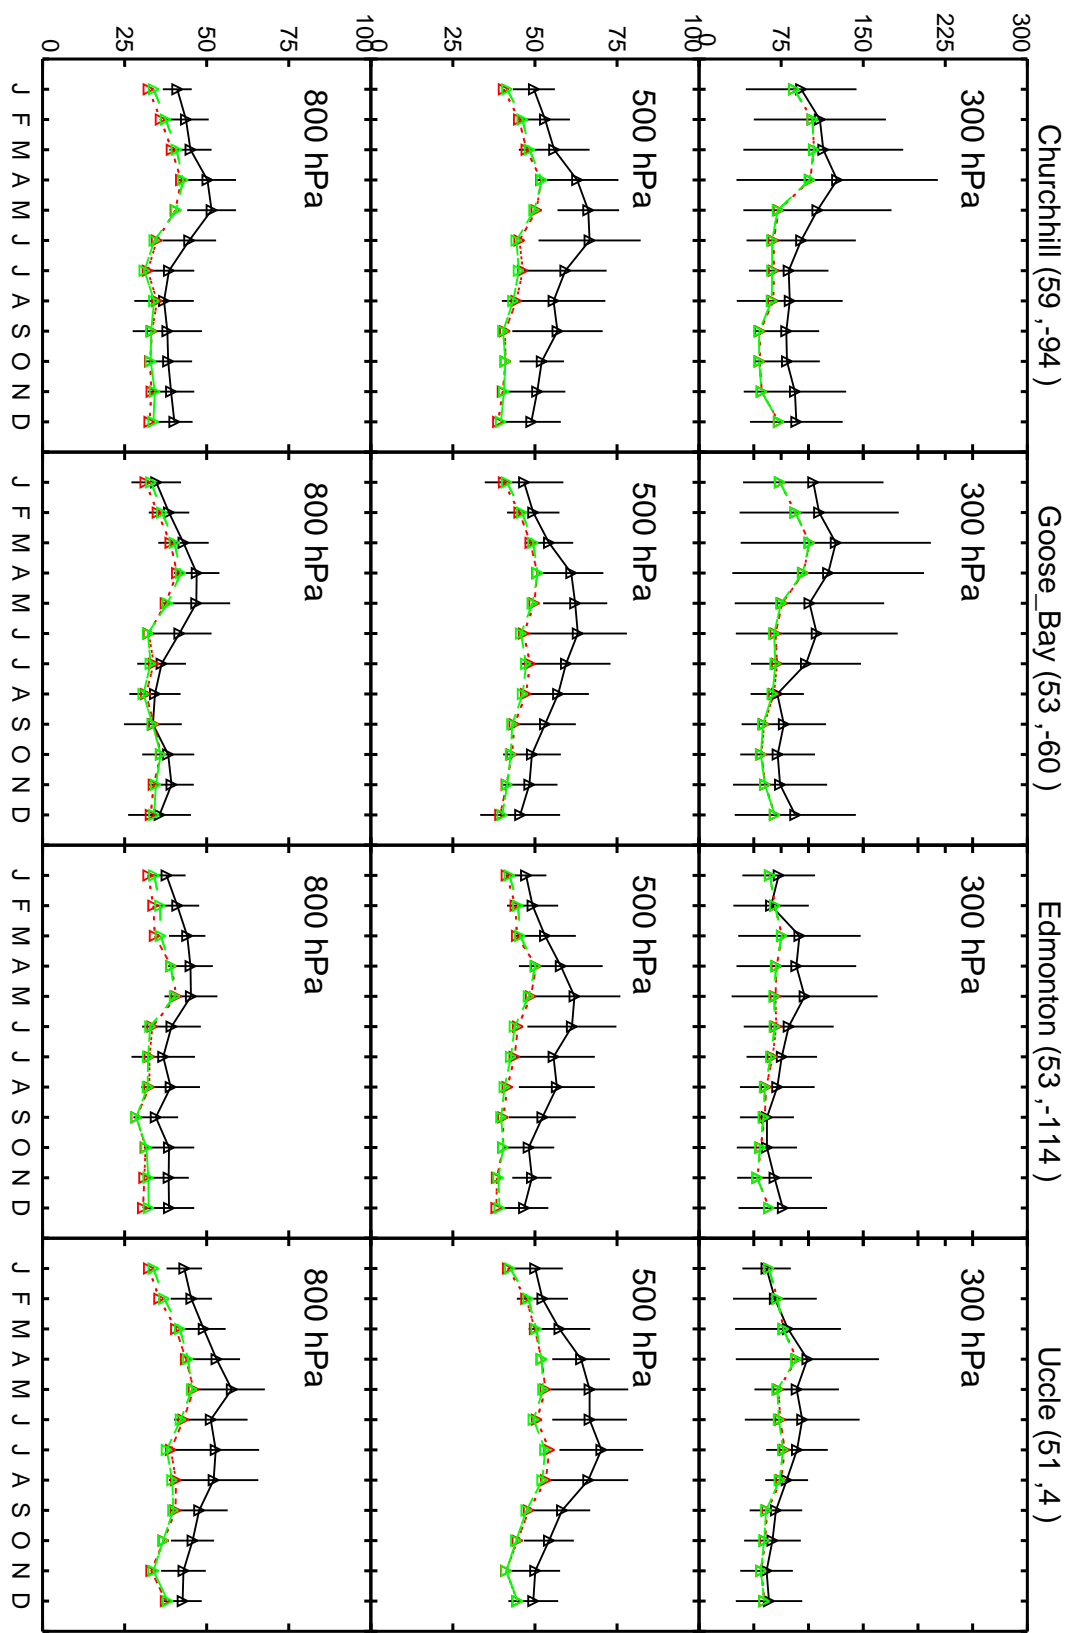 Churchhill (59 ,-94 )
Goose_Bay (53 ,-60 )
Edmonton (53 ,-114 )
Uccle (51 ,4 )
300
225
150
75
0
300 hPa
300 hPa
300 hPa
300 hPa
100
75
50
25
0
500 hPa
500 hPa
500 hPa
500 hPa
100
75
50
25
0
800 hPa
800 hPa
800 hPa
800 hPa
J F M A M J J A S O N D
J F M A M J J A S O N D
J F M A M J J A S O N D
J F M A M J J A S O N D